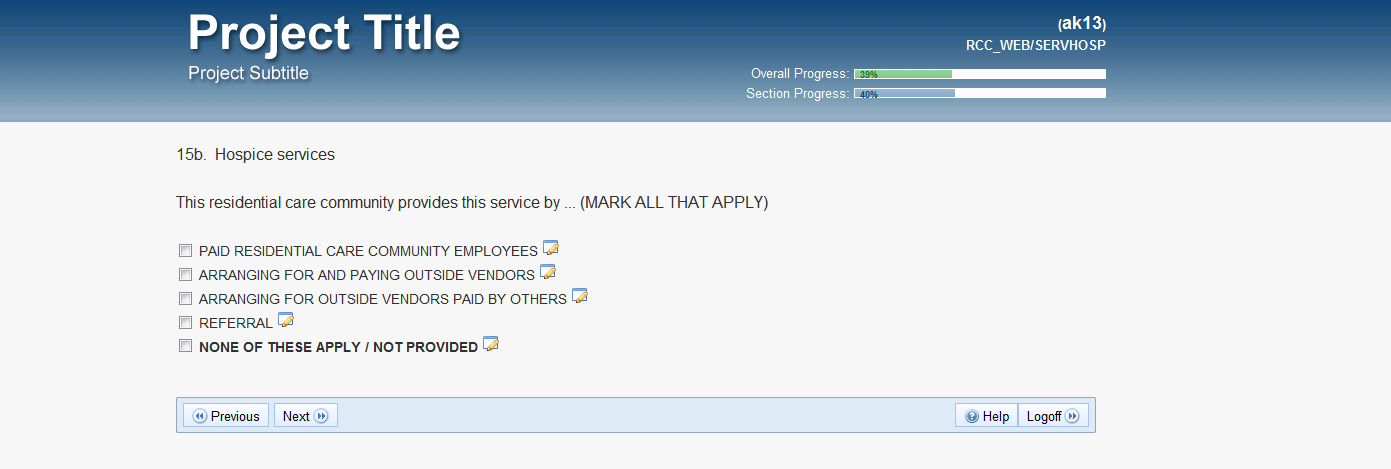 Project Title
Project Subtitle
(ak13)
RCC_WEB/SERVHOSP
Overall Progress: 39%
Section Progress: 40%
15b. Hospice services
This residential care community provides this service by ... (MARK ALL THAT APPLY)
PAID RESIDENTIAL CARE COMMUNITY EMPLOYEES
ARRANGING FOR AND PAYING OUTSIDE VENDORS
ARRANGING FOR OUTSIDE VENDORS PAID BY OTHERS
REFERRAL
NONE OF THESE APPLY / NOT PROVIDED
Previous Next Help Logoff